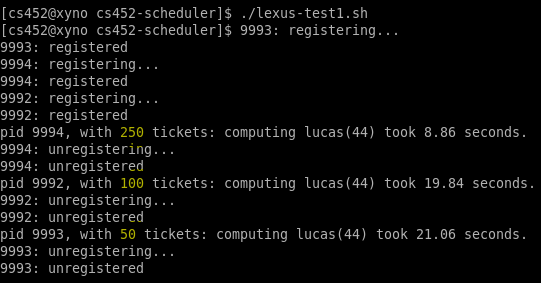 [cs452@xyno cs452-scheduler]$ ./lexus-test1.sh
[cs452@xyno cs452-scheduler]$ 9993: registering...
9993: registered
9994: registering...
9994: registered
9992: registering...
9992: registered
pid 9994, with 250 tickets: computing lucas(44) took 8.86 seconds.
9994: unregistering...
9994: unregistered
pid 9992, with 100 tickets: computing lucas(44) took 19.84 seconds.
9992: unregistering...
9992: unregistered
pid 9993, with 50 tickets: computing lucas(44) took 21.06 seconds.
9993: unregistering...
9993: unregistered